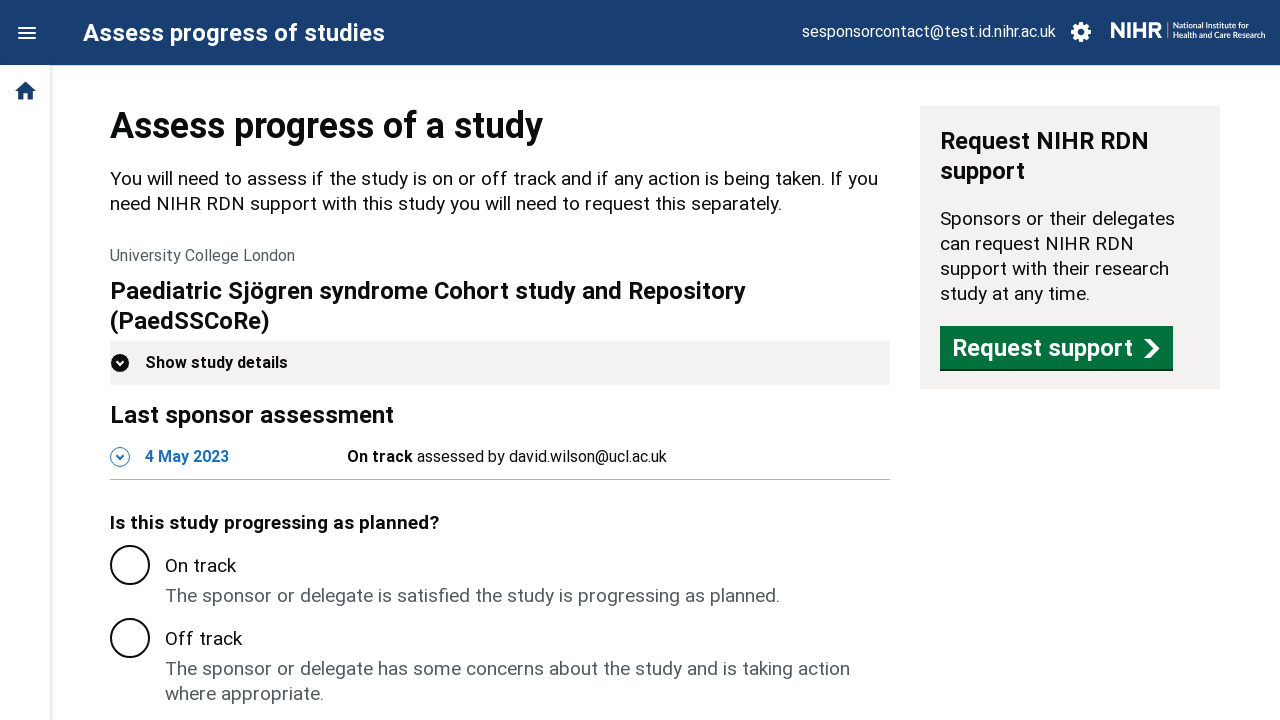 Assess progress of studies
sesponsorcontact@test.id.nihr.ac.uk
NIHR | National Institute for
Health and Care Research
Assess progress of a study
You will need to assess if the study is on or off track and if any action is being taken. If you
need NIHR RDN support with this study you will need to request this separately.
University College London
Paediatric Sjögren syndrome Cohort study and Repository
(PaedSSCoRe)
Show study details
Last sponsor assessment
4 May 2023
On track assessed by david.wilson@ucl.ac.uk
Is this study progressing as planned?
On track
The sponsor or delegate is satisfied the study is progressing as planned.
Off track
The sponsor or delegate has some concerns about the study and is taking action
where appropriate.
Request NIHR RDN
support
Sponsors or their delegates
can request NIHR RDN
support with their research
study at any time.
Request support